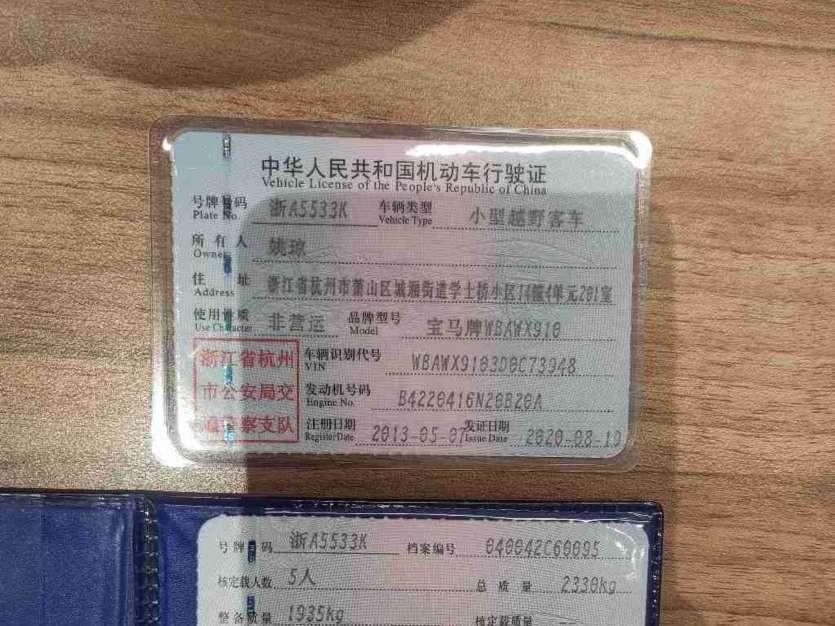 中华人民共和国机动车行驶证
Vehicle License of the People's Republic of China
号牌号码 浙A5533K 车辆类型 小型越野客车
Plate No. Vehicle Type
所有人 姚琼
Owner
住址 浙江省杭州市萧山区城厢街道学士桥小区14幢4单元201室
Address
使用性质 非营运 品牌型号 宝马牌WBAWX910
Use Character Model
浙江省杭州 车辆识别代号 WBAWX9103D0C73948
VIN
市公安局交 发动机号码 B4220416N20B20A
Engine No.
通警察支队 注册日期 2013-05-07 发证日期 2020-08-19
Register Date Issue Date
号牌号码 浙A5533K 档案编号 040042C60095
核定载人数 5人 总质量 2330kg
整备质量 1935kg 核定载质量 --